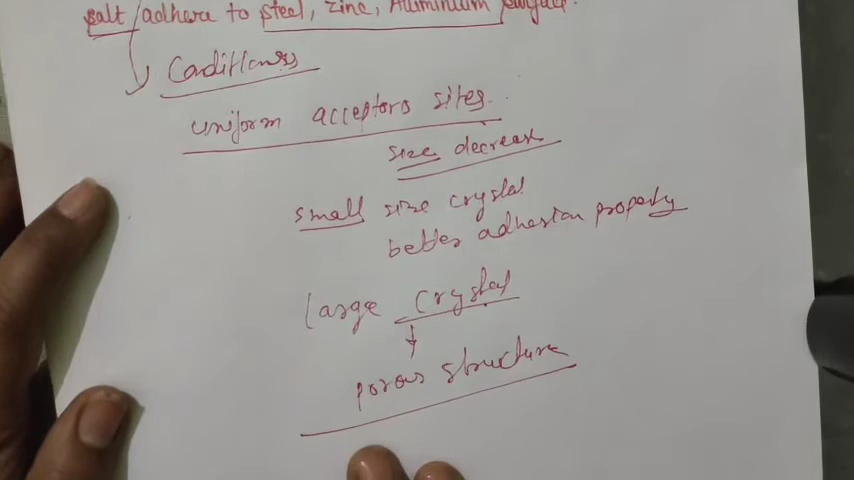 salt adhere to steel, zinc, Aluminium surface.
Conditioners
uniform acceptors sites.
size decrease
small size crystal
better adhesion property
large crystal
porous structure